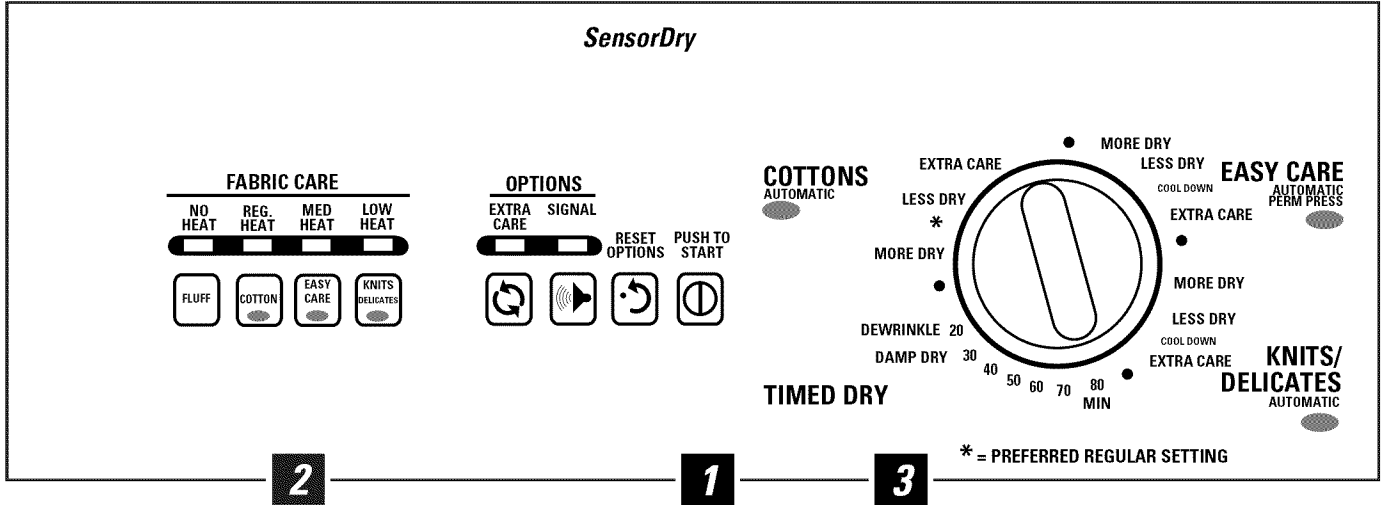 SensorDry
FABRIC CARE
NO HEAT
REG. HEAT
MED HEAT
LOW HEAT
FLUFF
COTTON
EASY CARE
KNITS DELICATES
OPTIONS
EXTRA CARE
SIGNAL
RESET OPTIONS
PUSH TO START
COTTONS
AUTOMATIC
EXTRA CARE
LESS DRY
*
MORE DRY
MORE DRY
LESS DRY
COOL DOWN
EXTRA CARE
EASY CARE
AUTOMATIC
PERM PRESS
MORE DRY
LESS DRY
COOL DOWN
EXTRA CARE
KNITS/
DELICATES
AUTOMATIC
DEWRINKLE 20
DAMP DRY 30
40
50
60
70
80
MIN
TIMED DRY
* = PREFERRED REGULAR SETTING
2
1
3